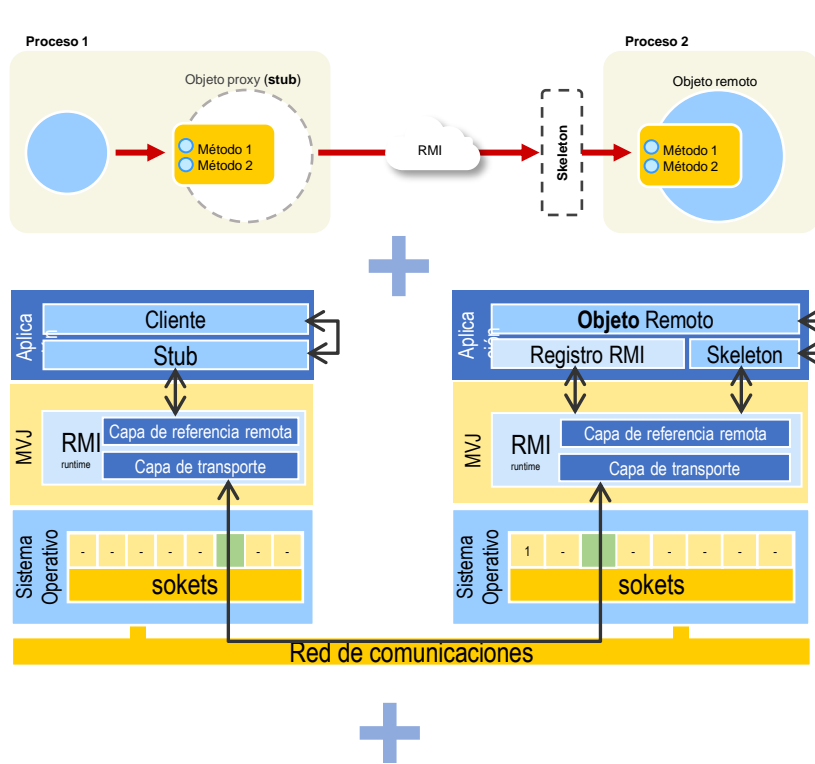 Proceso 1
Proceso 2
Objeto proxy (stub)
Objeto remoto
Método 1
Método 2
RMI
Skeleton
Método 1
Método 2
Aplica
ción
Cliente
Stub
MVJ
RMI
runtime
Capa de referencia remota
Capa de transporte
Sistema
Operativo
- - - - - - -
sokets
Aplica
ción
Objeto Remoto
Registro RMI
Skeleton
MVJ
RMI
runtime
Capa de referencia remota
Capa de transporte
Sistema
Operativo
1 - - - - - -
sokets
Red de comunicaciones